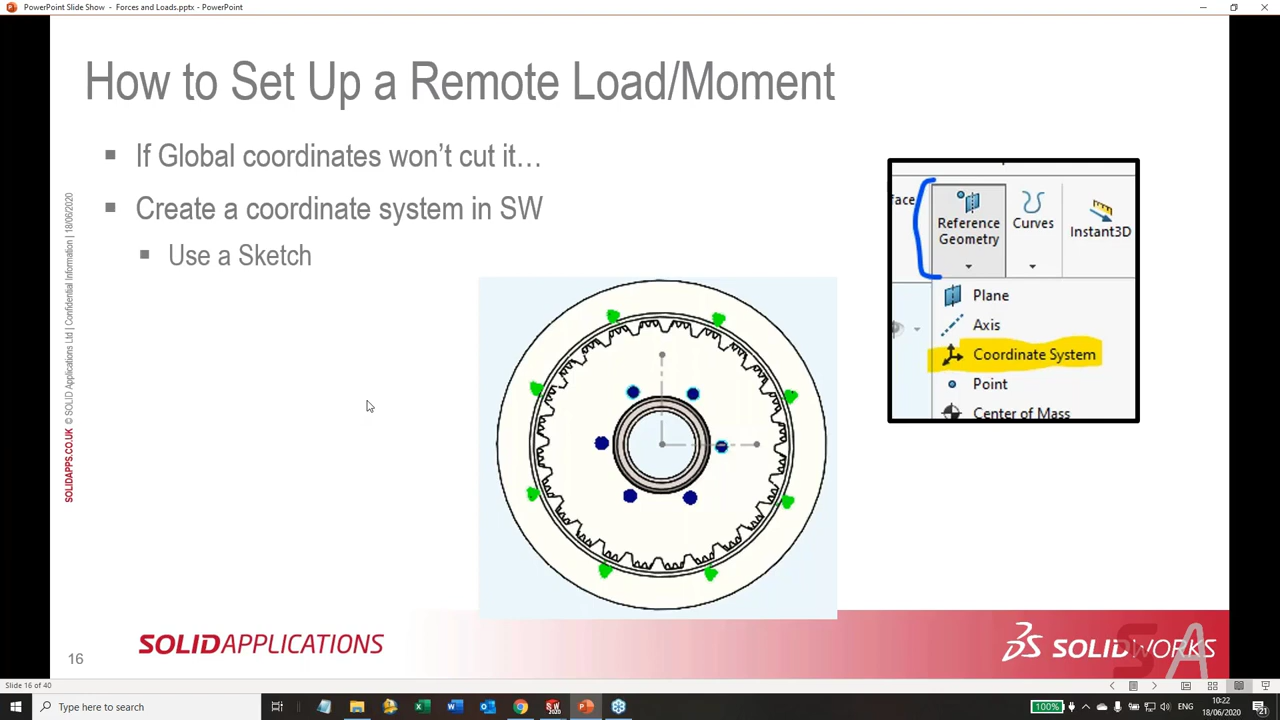 PowerPoint Slide Show - Forces and Loads.pptx - PowerPoint
How to Set Up a Remote Load/Moment
▪ If Global coordinates won't cut it…
▪ Create a coordinate system in SW
▪ Use a Sketch
face
Reference
Geometry
Curves
Instant3D
Plane
Axis
Coordinate System
Point
Center of Mass
SOLIDAPPS.CO.UK © SOLID Applications Ltd | Confidential Information | 18/06/2020
16
SOLIDAPPLICATIONS
SOLIDWORKS
SA
Slide 16 of 40
Type here to search
100%
10:22
18/06/2020
21